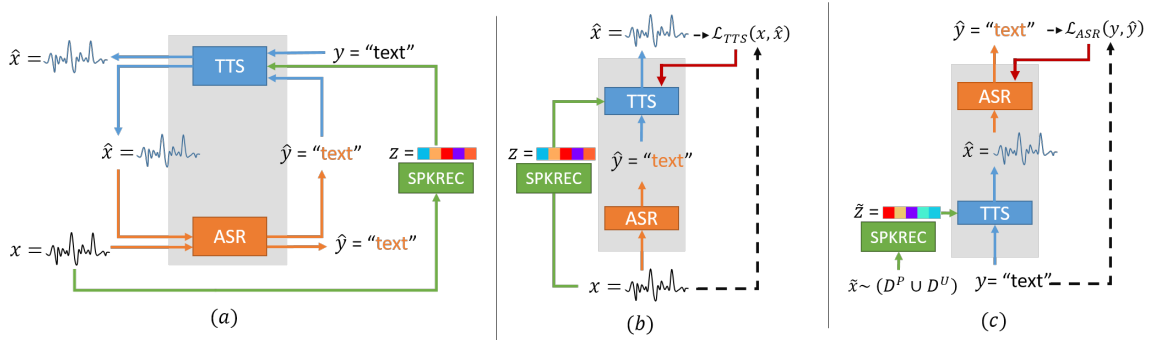 x̂ =
TTS
y = “text”
x̂ =
ŷ = “text”
z =
SPKREC
x =
ASR
ŷ = “text”
(a)
x̂ = → ℒ_TTS(x, x̂)
TTS
z =
SPKREC
ŷ = “text”
ASR
x =
(b)
ŷ = “text” → ℒ_ASR(y, ŷ)
ASR
x̂ =
z̃ =
TTS
SPKREC
x̃ ~ (D^P ∪ D^U)
y = “text”
(c)